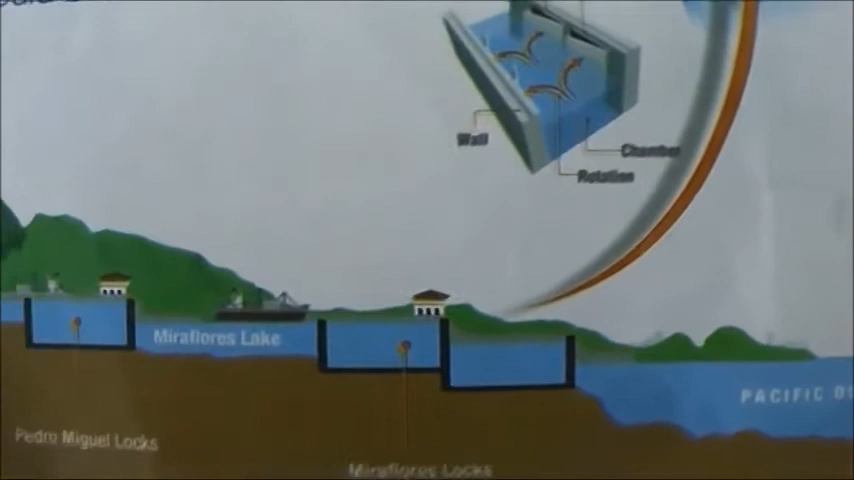 Wall
Chamber
Rotation
Miraflores Lake
PACIFIC
Pedro Miguel Locks
Miraflores Locks